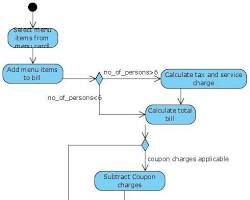 Select menu
items from
menu card
Add menu items
to bill
no_of_persons>6
Calculate tax and service
charge
no_of_persons<6
Calculate total
bill
coupon charges applicable
Subtract Coupon
charges